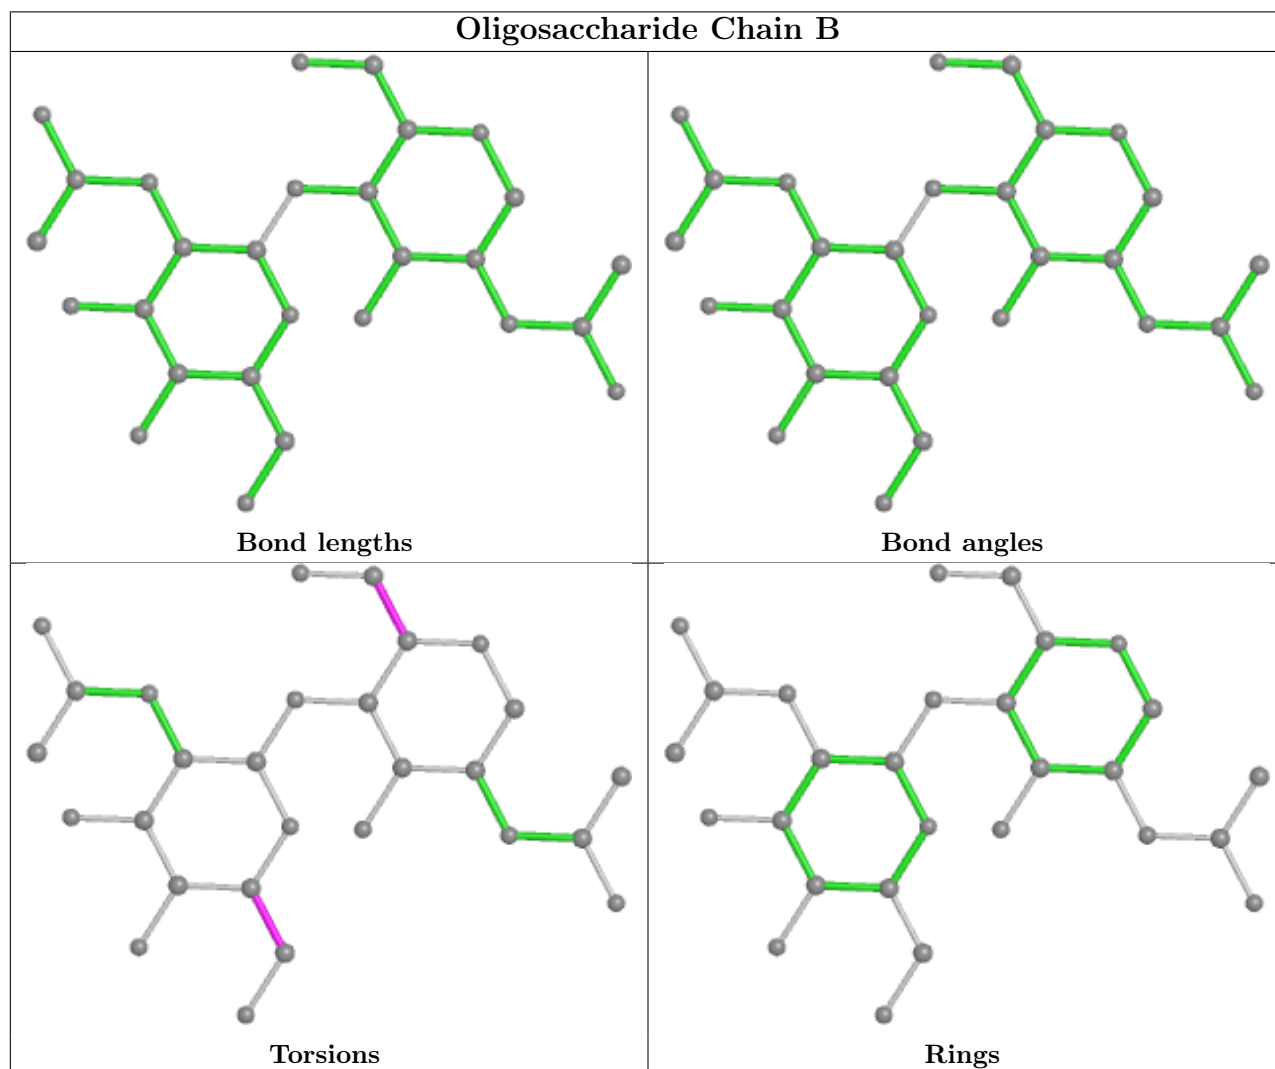 Oligosaccharide Chain B
Bond lengths
Bond angles
Torsions
Rings